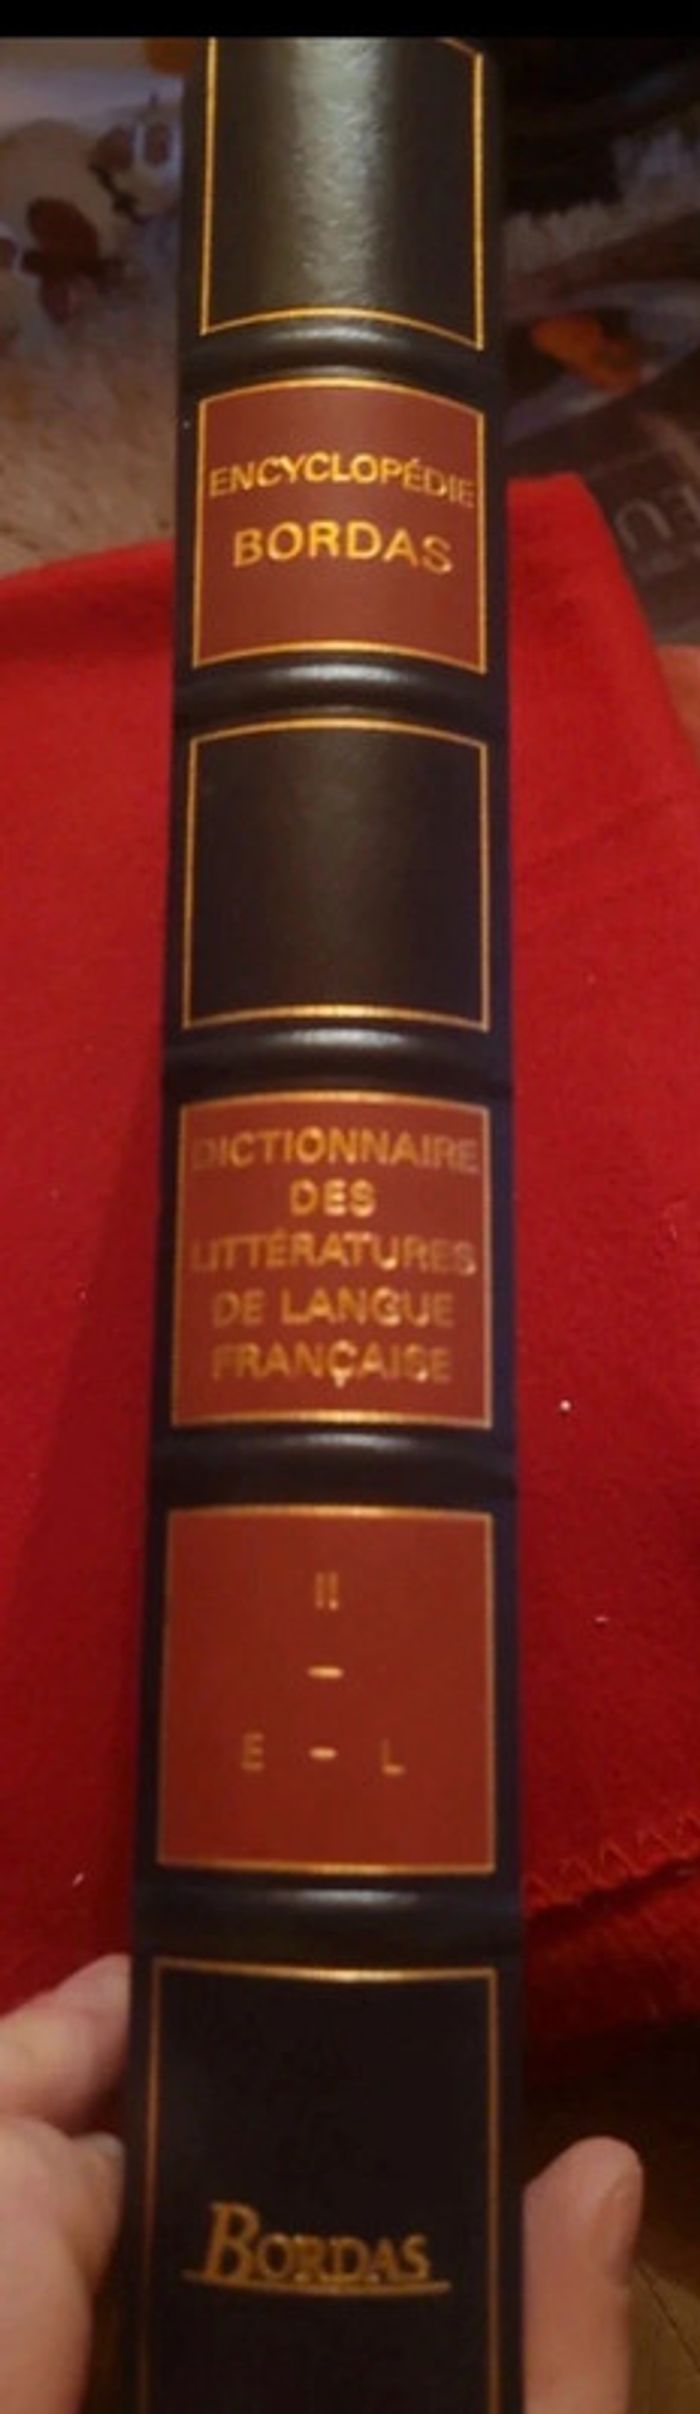 ENCYCLOPÉDIE
BORDAS
DICTIONNAIRE
DES
LITTÉRATURES
DE LANGUE
FRANÇAISE
II
–
E – L
BORDAS